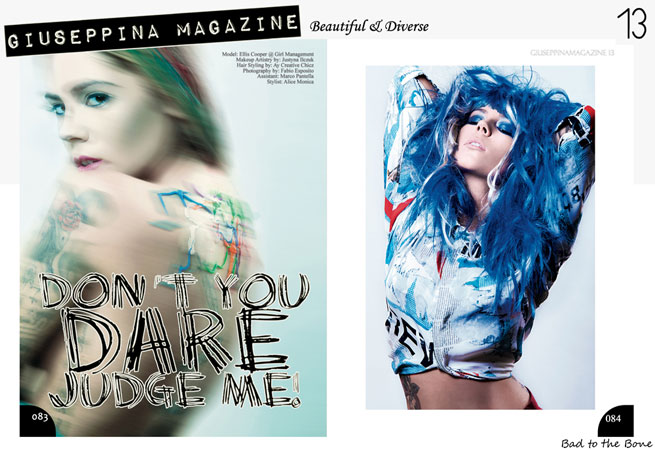 GIUSEPPINA MAGAZINE
Beautiful & Diverse
13
Model: Ellis Cooper @ Girl Management
Makeup Artistry by: Justyna Ilczuk
Hair Styling by: Ay Creative Chicz
Photography by: Fabio Esposito
Assistant: Marco Pantella
Stylist: Alice Monica
GIUSEPPINAMAGAZINE 13
DON'T YOU
DARE
JUDGE ME!
083
084
Bad to the Bone